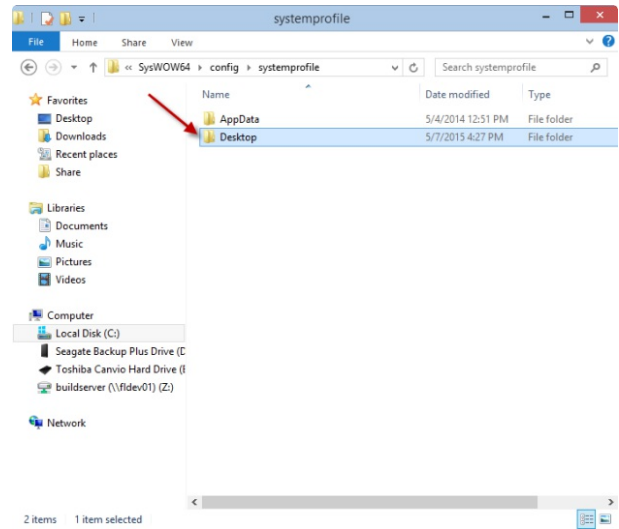 systemprofile
File Home Share View
« SysWOW64 ▸ config ▸ systemprofile Search systemprofile
Name Date modified Type
AppData 5/4/2014 12:51 PM File folder
Desktop 5/7/2015 4:27 PM File folder
Favorites
Desktop
Downloads
Recent places
Share
Libraries
Documents
Music
Pictures
Videos
Computer
Local Disk (C:)
Seagate Backup Plus Drive (D
Toshiba Canvio Hard Drive (E
buildserver (\\fldev01) (Z:)
Network
2 items 1 item selected